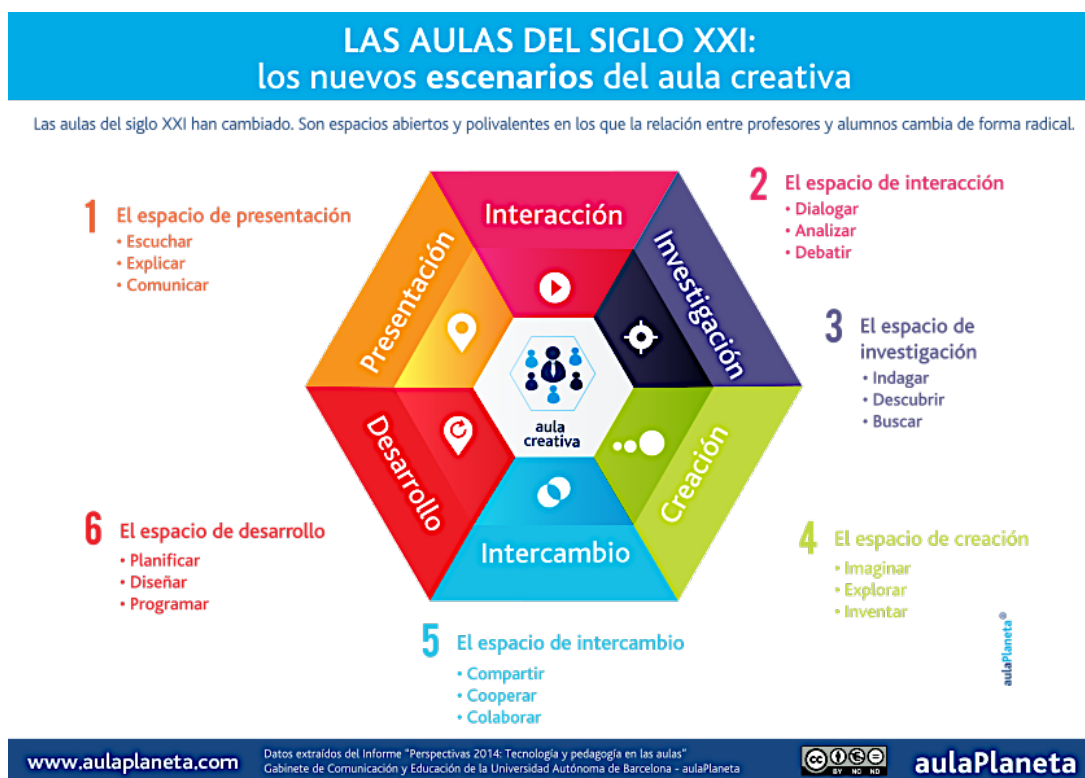 LAS AULAS DEL SIGLO XXI:
los nuevos escenarios del aula creativa
Las aulas del siglo XXI han cambiado. Son espacios abiertos y polivalentes en los que la relación entre profesores y alumnos cambia de forma radical.
1 El espacio de presentación
• Escuchar
• Explicar
• Comunicar
2 El espacio de interacción
• Dialogar
• Analizar
• Debatir
3 El espacio de
investigación
• Indagar
• Descubrir
• Buscar
4 El espacio de creación
• Imaginar
• Explorar
• Inventar
5 El espacio de intercambio
• Compartir
• Cooperar
• Colaborar
6 El espacio de desarrollo
• Planificar
• Diseñar
• Programar
Presentación
Interacción
Investigación
Creación
Intercambio
Desarrollo
aula
creativa
aulaPlaneta®
www.aulaplaneta.com
Datos extraídos del Informe "Perspectivas 2014: Tecnología y pedagogía en las aulas"
Gabinete de Comunicación y Educación de la Universidad Autónoma de Barcelona - aulaPlaneta
cc
BY NC ND
aulaPlaneta